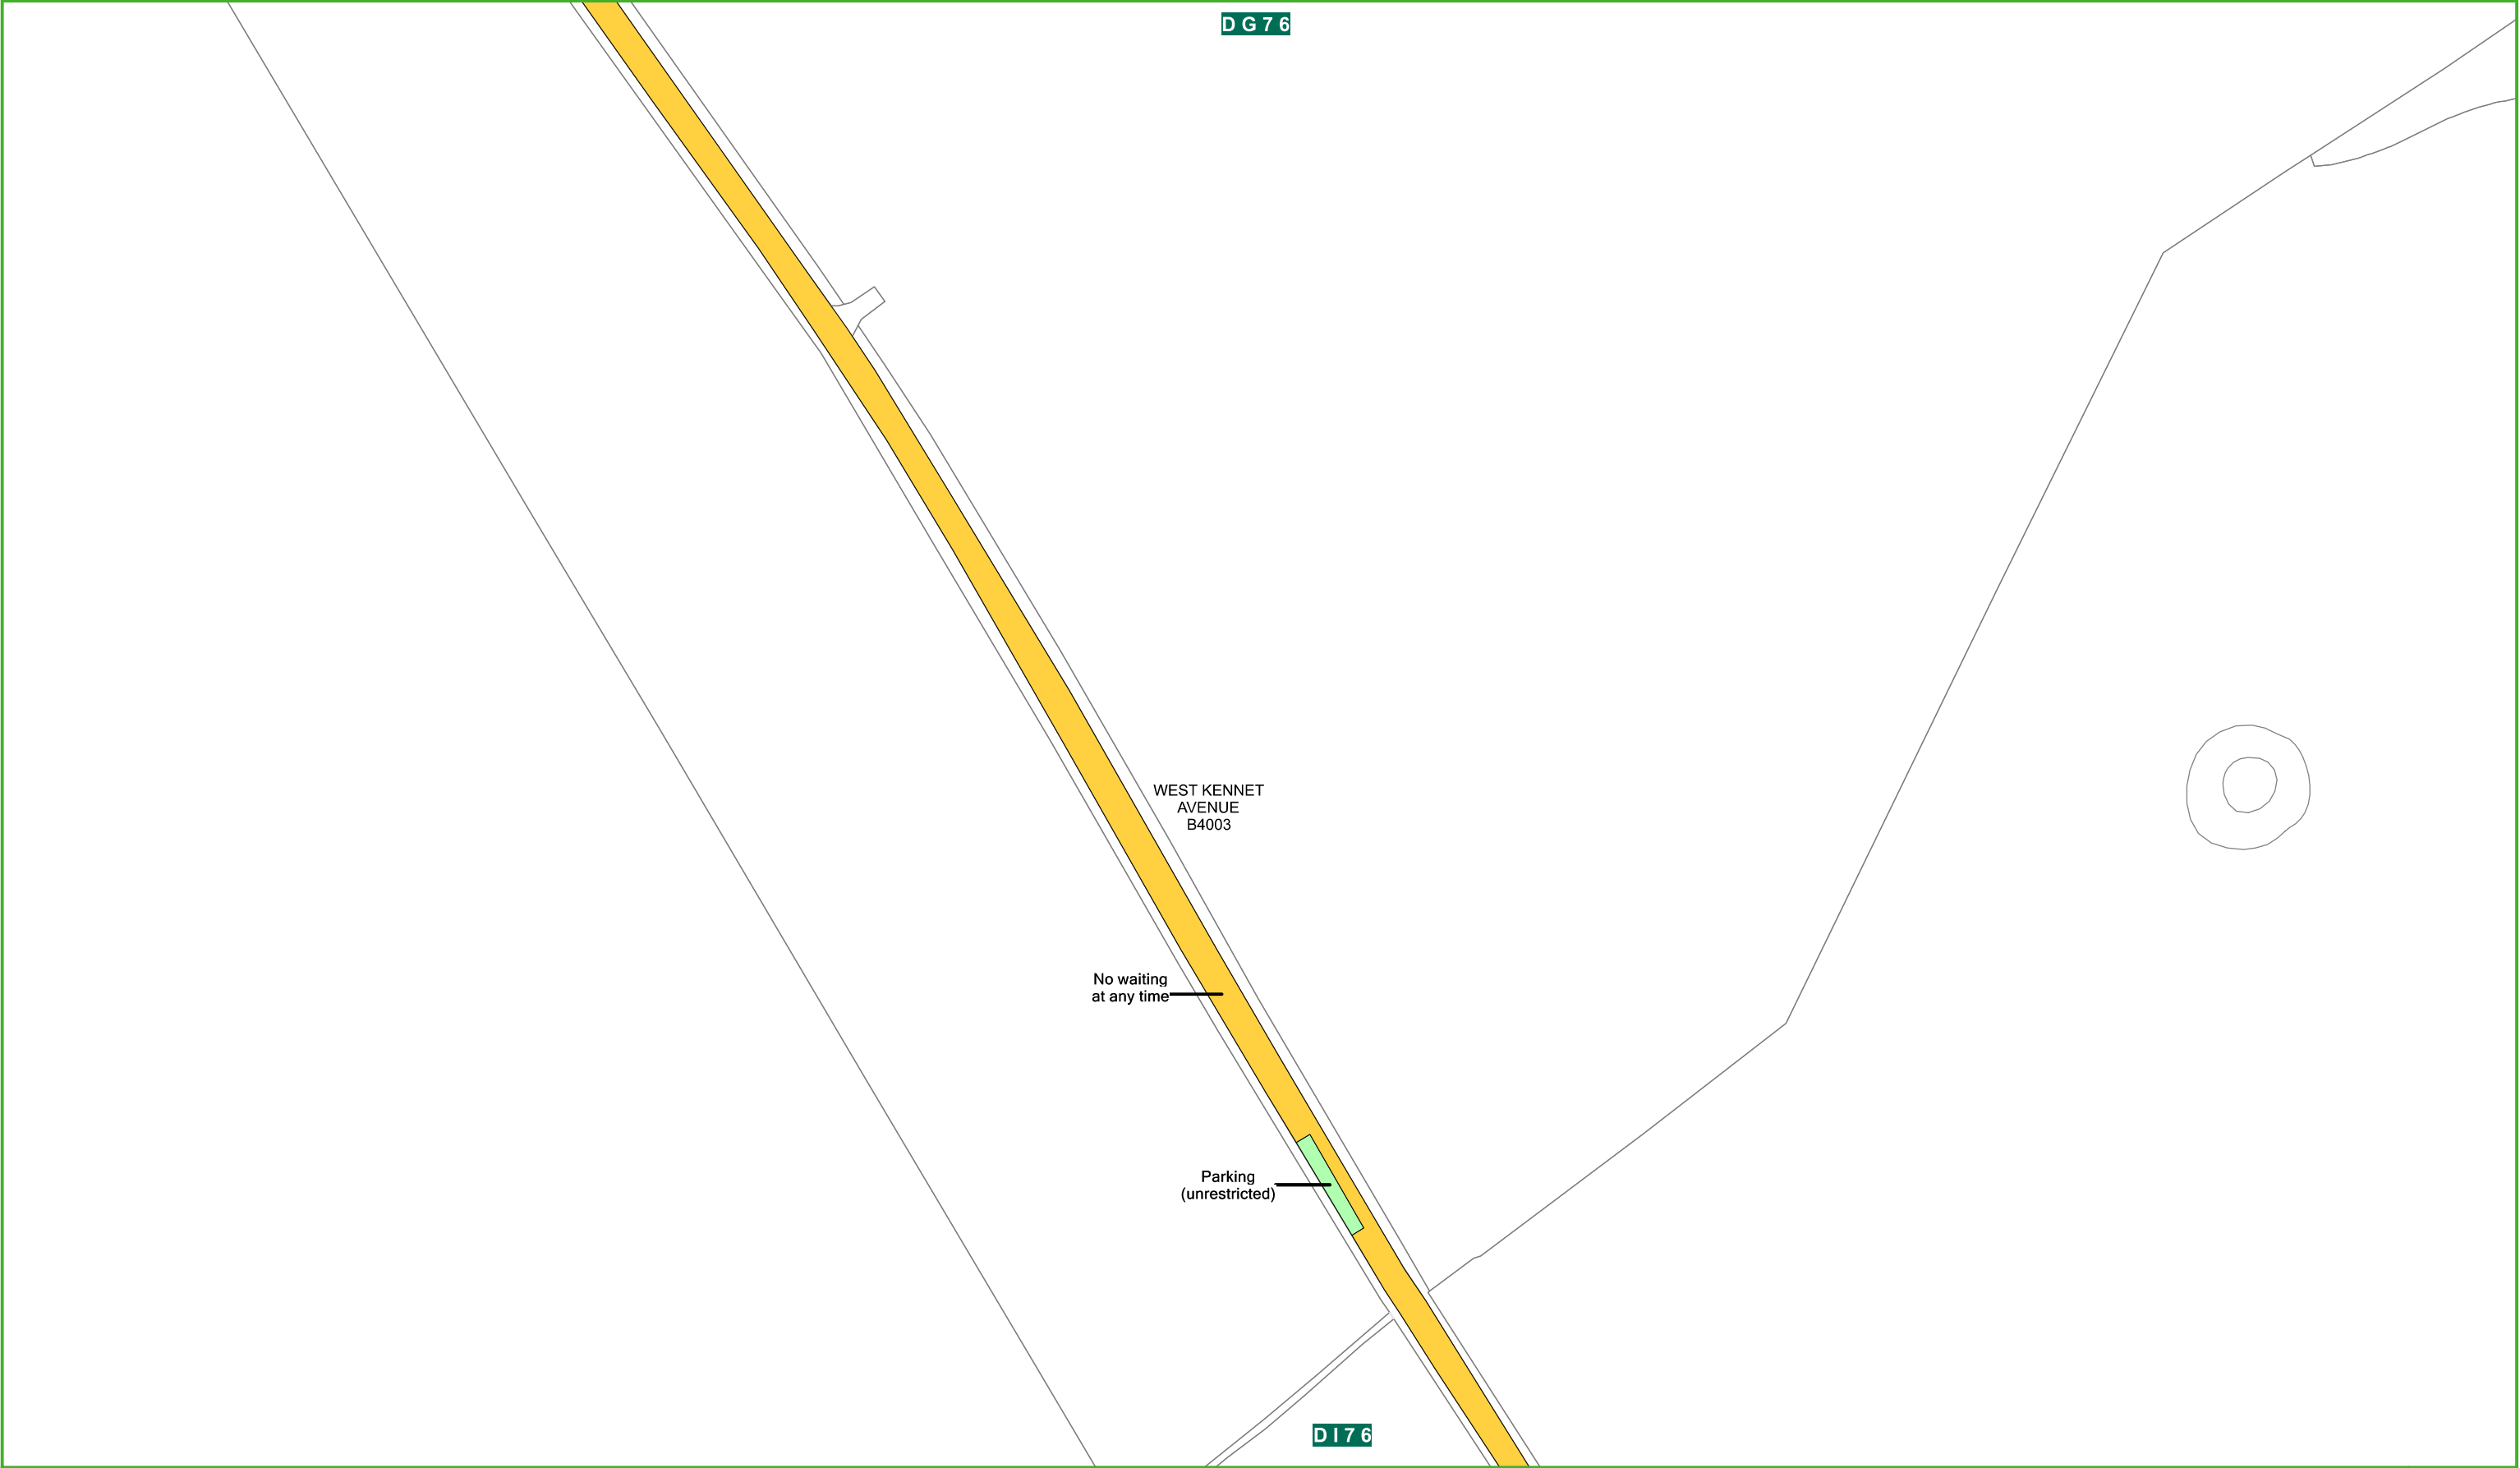 DG76
WEST KENNET
AVENUE
B4003
No waiting
at any time
Parking
(unrestricted)
DI76